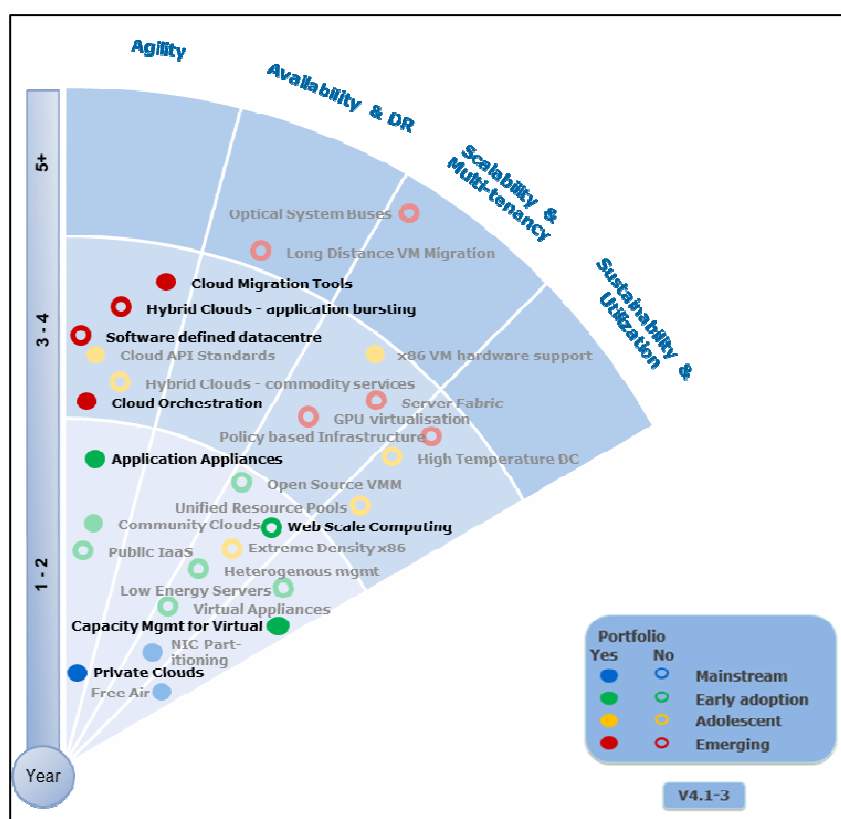 Agility
Availability & DR
Scalability &
Multi-tenancy
Sustainability &
Utilization
5+
3 - 4
1 - 2
Year
Optical System Buses
Long Distance VM Migration
Cloud Migration Tools
Hybrid Clouds - application bursting
Software defined datacentre
Cloud API Standards
x86 VM hardware support
Hybrid Clouds - commodity services
Cloud Orchestration
Server Fabric
GPU virtualisation
Policy based Infrastructure
Application Appliances
High Temperature DC
Open Source VMM
Unified Resource Pools
Community Clouds
Web Scale Computing
Public IaaS
Extreme Density x86
Heterogenous mgmt
Low Energy Servers
Virtual Appliances
Capacity Mgmt for Virtual
NIC Part-
itioning
Private Clouds
Free Air
Portfolio
Yes No
Mainstream
Early adoption
Adolescent
Emerging
V4.1-3